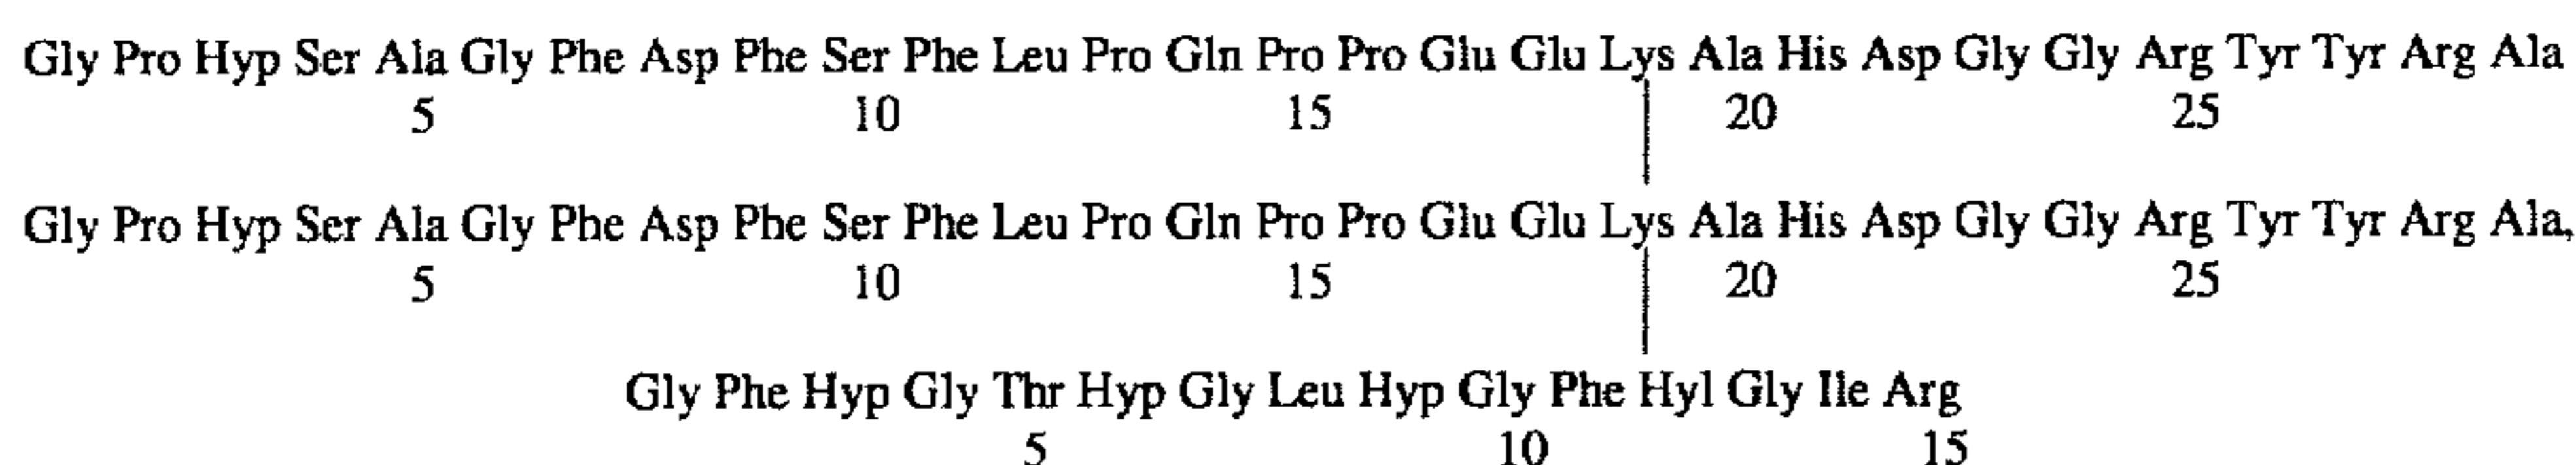 Gly Pro Hyp Ser Ala Gly Phe Asp Phe Ser Phe Leu Pro Gln Pro Pro Glu Glu Lys Ala His Asp Gly Gly Arg Tyr Tyr Arg Ala
5 10 15 20 25
Gly Pro Hyp Ser Ala Gly Phe Asp Phe Ser Phe Leu Pro Gln Pro Pro Glu Glu Lys Ala His Asp Gly Gly Arg Tyr Tyr Arg Ala,
5 10 15 20 25
Gly Phe Hyp Gly Thr Hyp Gly Leu Hyp Gly Phe Hyl Gly Ile Arg
5 10 15